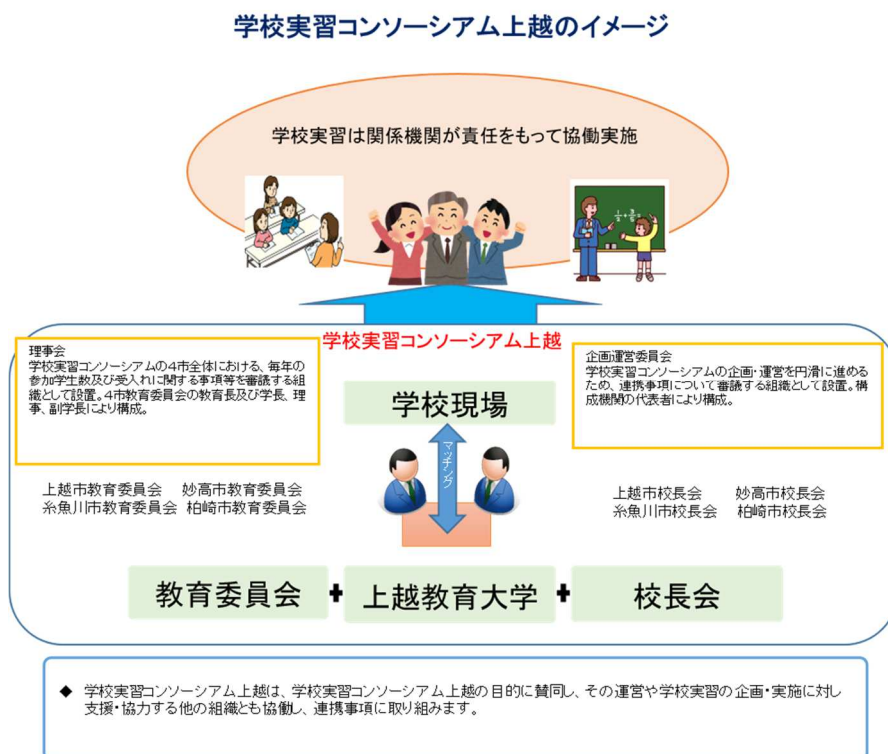 学校実習コンソーシアム上越のイメージ
学校実習は関係機関が責任をもって協働実施
学校実習コンソーシアム上越
理事会
学校実習コンソーシアムの4市全体における、毎年の
参加学生数及び受入れに関する事項等を審議する組
織として設置。4市教育委員会の教育長及び学長、理
事、副学長により構成。
企画運営委員会
学校実習コンソーシアムの企画・運営を円滑に進める
ため、連携事項について審議する組織として設置。構
成機関の代表者により構成。
学校現場
マッチング
上越市教育委員会 妙高市教育委員会
糸魚川市教育委員会 柏崎市教育委員会
上越市校長会 妙高市校長会
糸魚川市校長会 柏崎市校長会
教育委員会 + 上越教育大学 + 校長会
◆ 学校実習コンソーシアム上越は、学校実習コンソーシアム上越の目的に賛同し、その運営や学校実習の企画・実施に対し
支援・協力する他の組織とも協働し、連携事項に取り組みます。